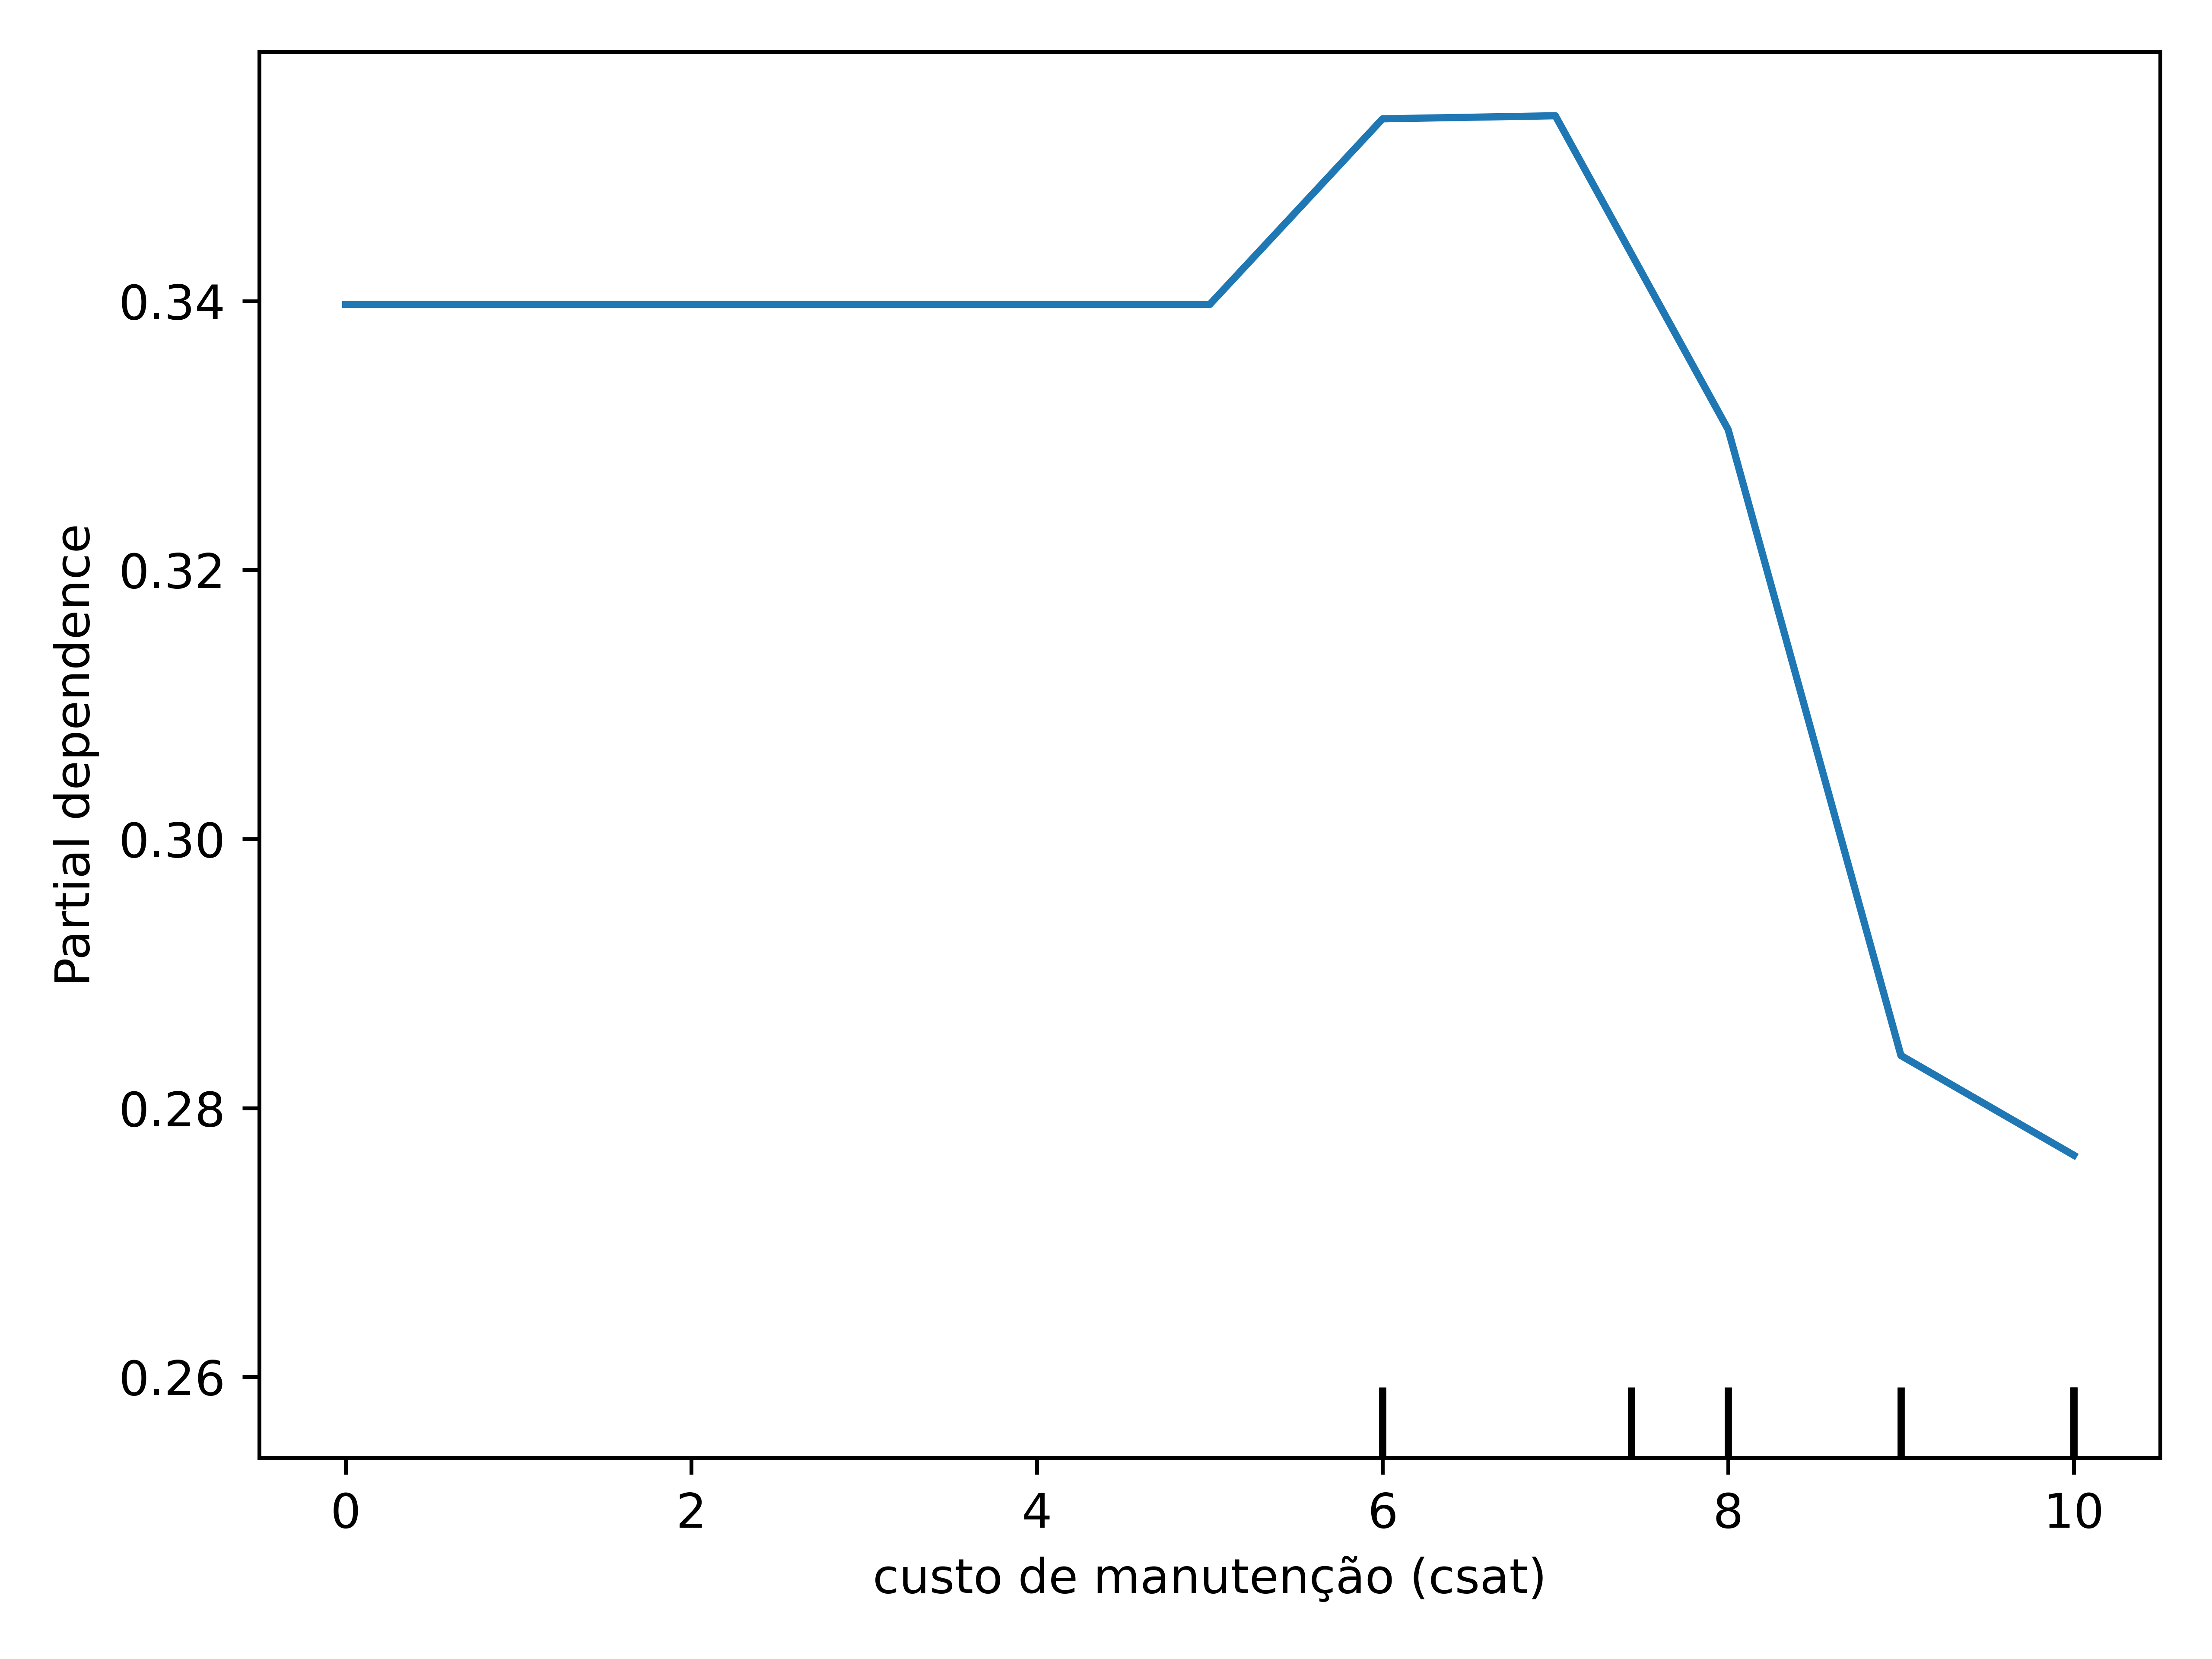 Partial dependence
0.34
0.32
0.30
0.28
0.26
0 2 4 6 8 10
custo de manutenção (csat)